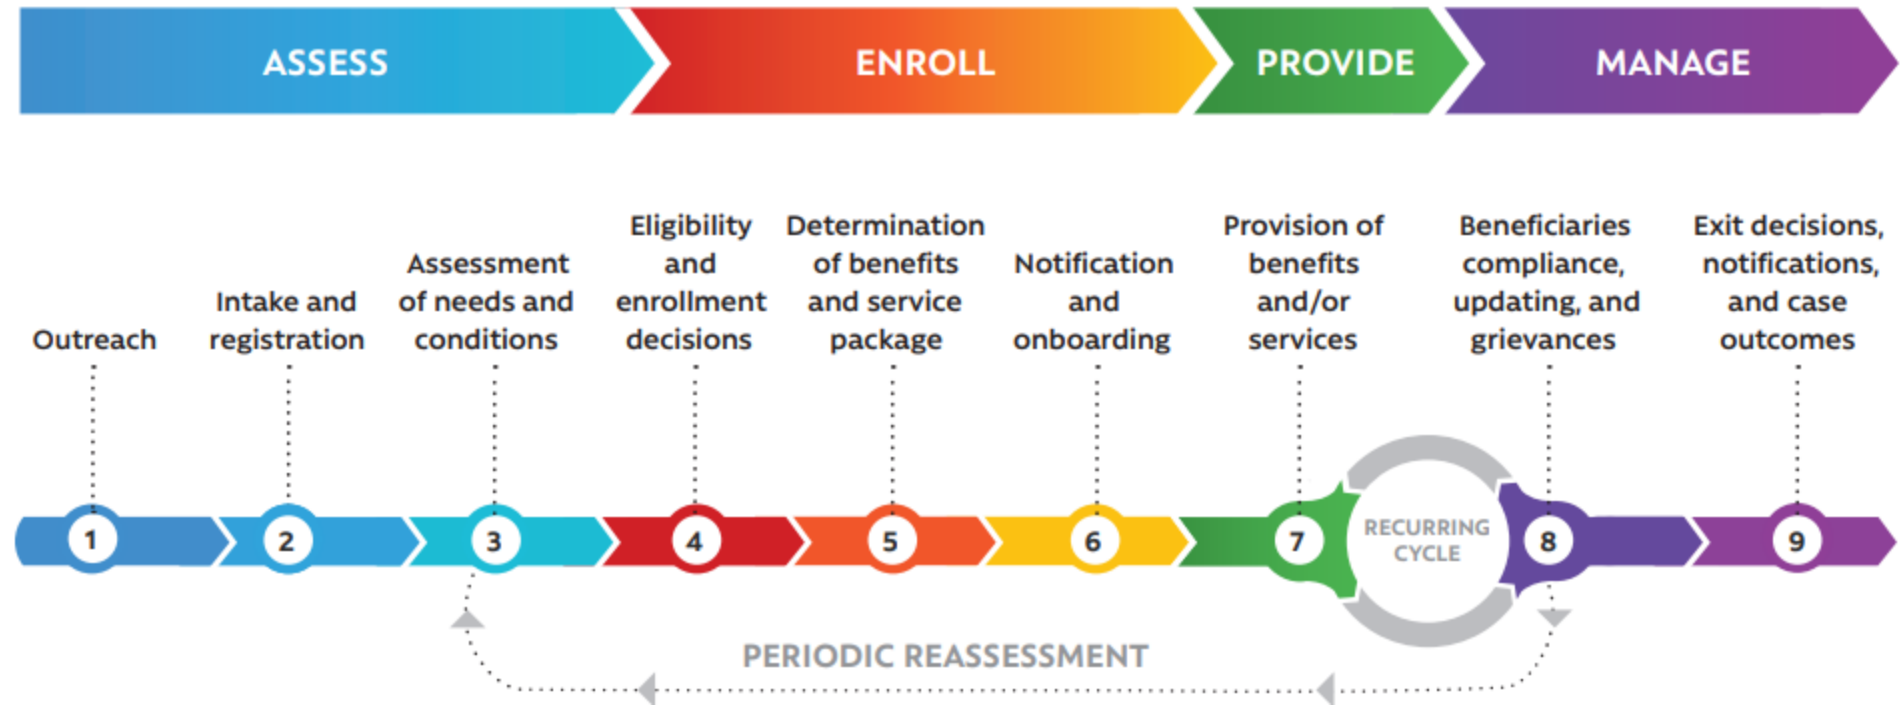 ASSESS
ENROLL
PROVIDE
MANAGE
Outreach
Intake and
registration
Assessment
of needs and
conditions
Eligibility
and
enrollment
decisions
Determination
of benefits
and service
package
Notification
and
onboarding
Provision of
benefits
and/or
services
Beneficiaries
compliance,
updating, and
grievances
Exit decisions,
notifications,
and case
outcomes
1
2
3
4
5
6
7
RECURRING
CYCLE
8
9
PERIODIC REASSESSMENT